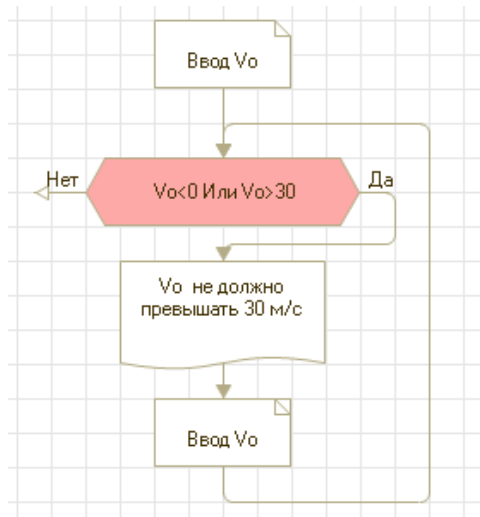 Ввод Vo
Нет
Vo<0 Или Vo>30
Да
Vo не должно
превышать 30 м/с
Ввод Vo